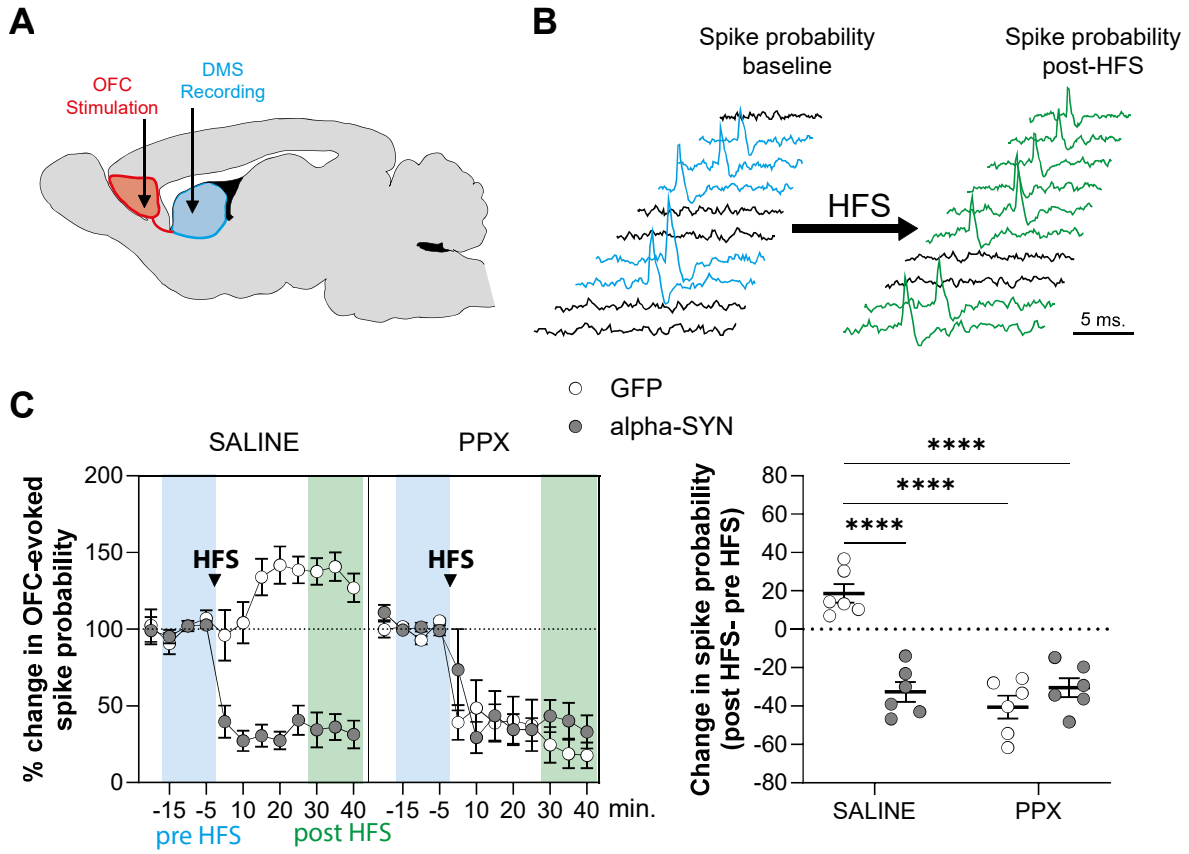 A
OFC
Stimulation
DMS
Recording
B
Spike probability
baseline
Spike probability
post-HFS
HFS
5 ms.
C
GFP
alpha-SYN
SALINE
PPX
% change in OFC-evoked
spike probability
200
150
100
50
0
HFS
HFS
-15
-5
10
20
30
40
-15
-5
10
20
30
40
min.
pre HFS
post HFS
Change in spike probability
(post HFS- pre HFS)
80
60
40
20
0
-20
-40
-60
-80
****
****
****
SALINE
PPX